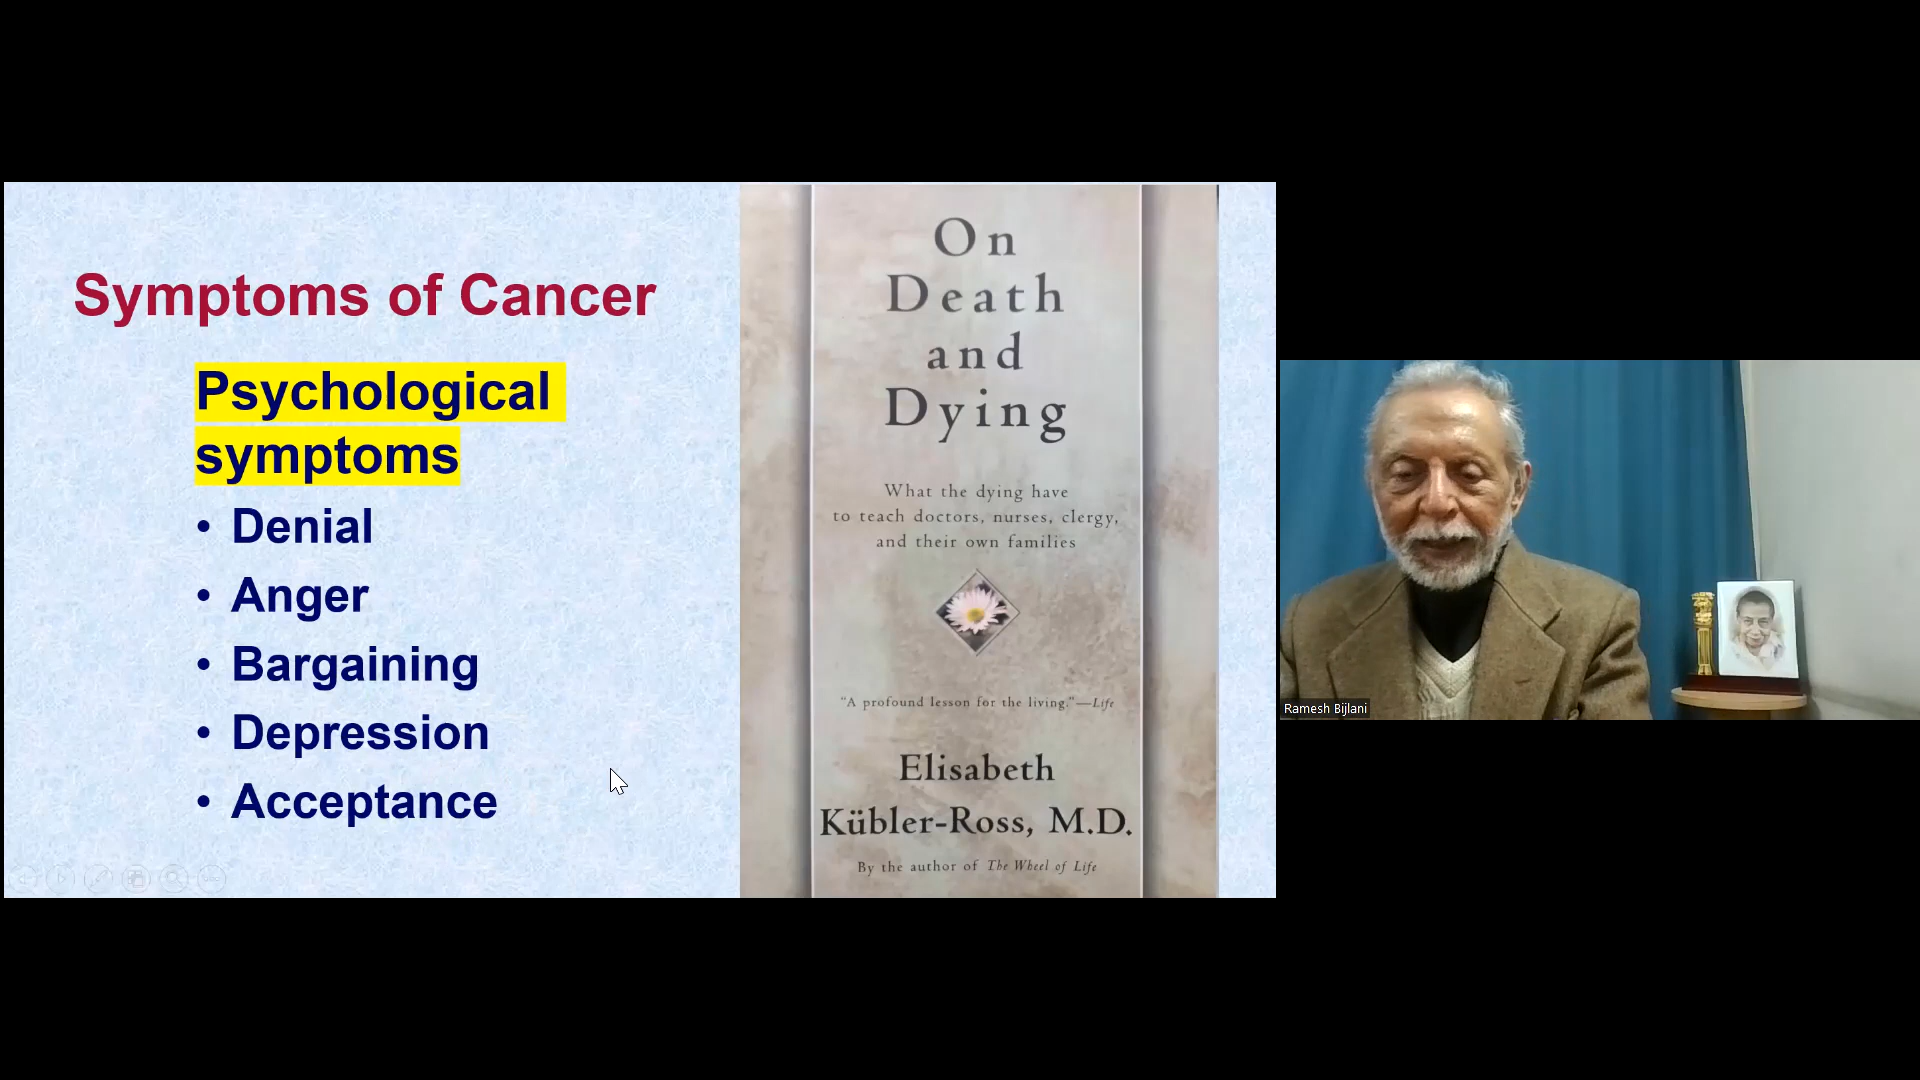 Symptoms of Cancer
Psychological
symptoms
• Denial
• Anger
• Bargaining
• Depression
• Acceptance
On
Death
and
Dying
What the dying have
to teach doctors, nurses, clergy,
and their own families
“A profound lesson for the living.”—Life
Elisabeth
Kübler-Ross, M.D.
By the author of The Wheel of Life
Ramesh Bijlani